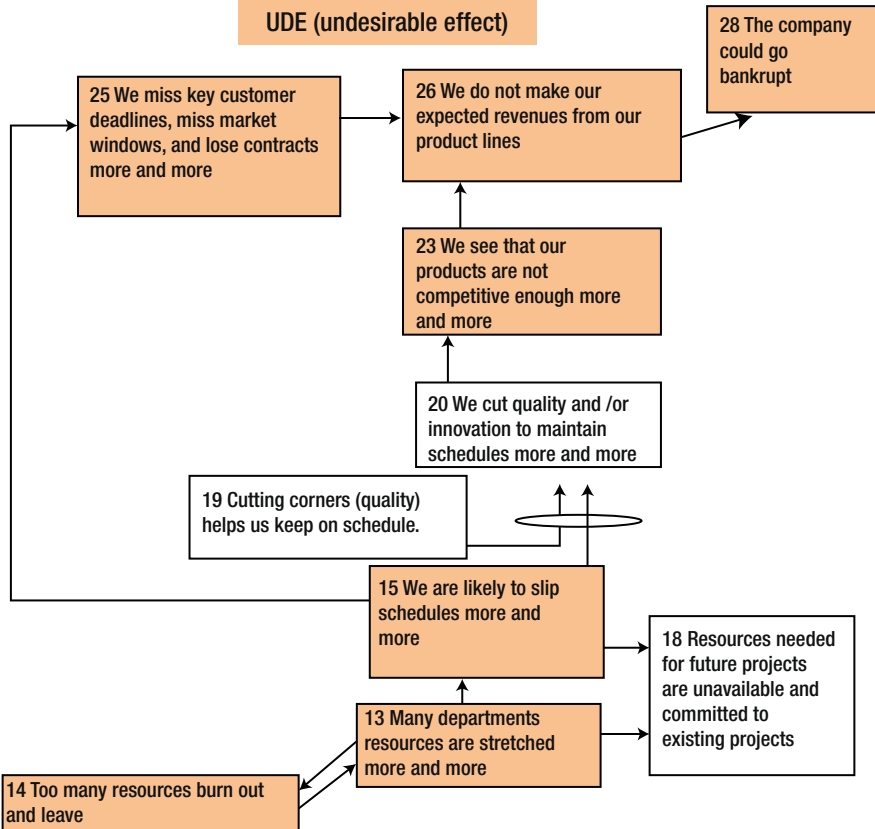 UDE (undesirable effect)
28 The company
could go
bankrupt
25 We miss key customer
deadlines, miss market
windows, and lose contracts
more and more
26 We do not make our
expected revenues from our
product lines
23 We see that our
products are not
competitive enough more
and more
20 We cut quality and /or
innovation to maintain
schedules more and more
19 Cutting corners (quality)
helps us keep on schedule.
15 We are likely to slip
schedules more and
more
18 Resources needed
for future projects
are unavailable and
committed to
existing projects
13 Many departments
resources are stretched
more and more
14 Too many resources burn out
and leave